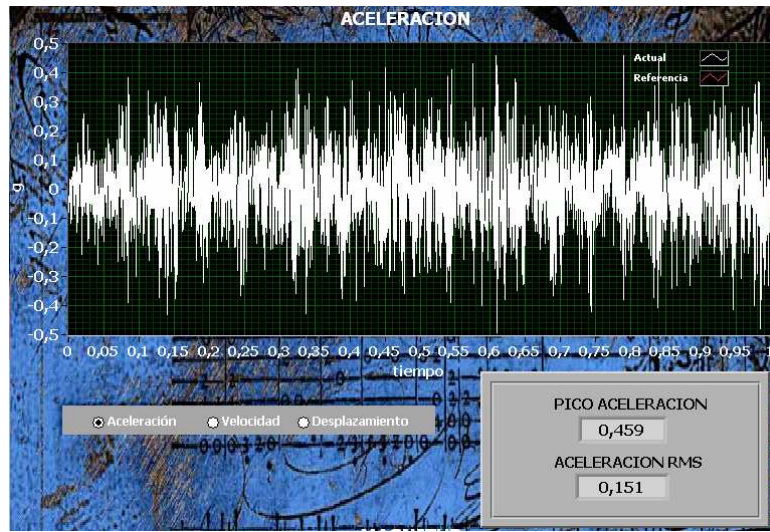 ACELERACION
0,5
0,4
0,3
0,2
0,1
0
-0,1
-0,2
-0,3
-0,4
-0,5
g
Actual
Referencia
0 0,05 0,1 0,15 0,2 0,25 0,3 0,35 0,4 0,45 0,5 0,55 0,6 0,65 0,7 0,75 0,8 0,85 0,9 0,95 1
tiempo
Aceleración Velocidad Desplazamiento
PICO ACELERACION
0,459
ACELERACION RMS
0,151